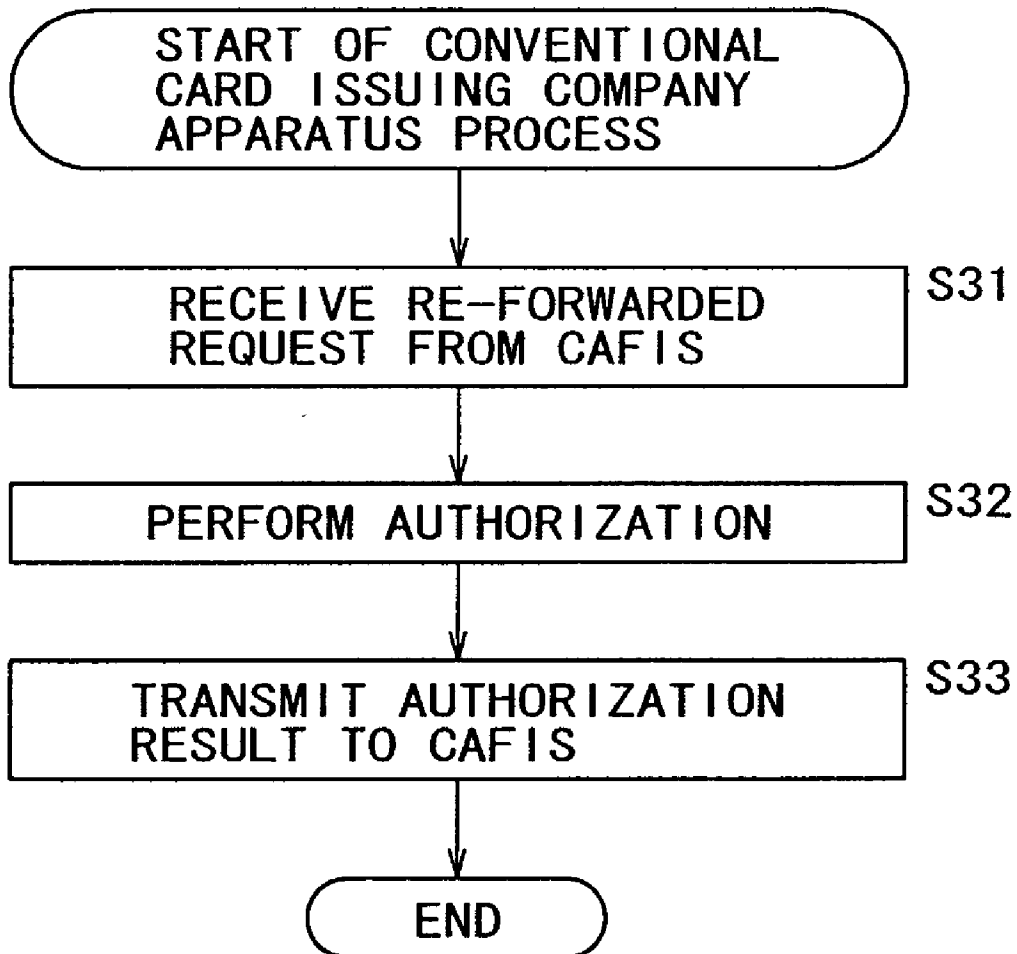 START OF CONVENTIONAL
CARD ISSUING COMPANY
APPARATUS PROCESS
RECEIVE RE-FORWARDED
REQUEST FROM CAFIS
S31
PERFORM AUTHORIZATION
S32
TRANSMIT AUTHORIZATION
RESULT TO CAFIS
S33
END